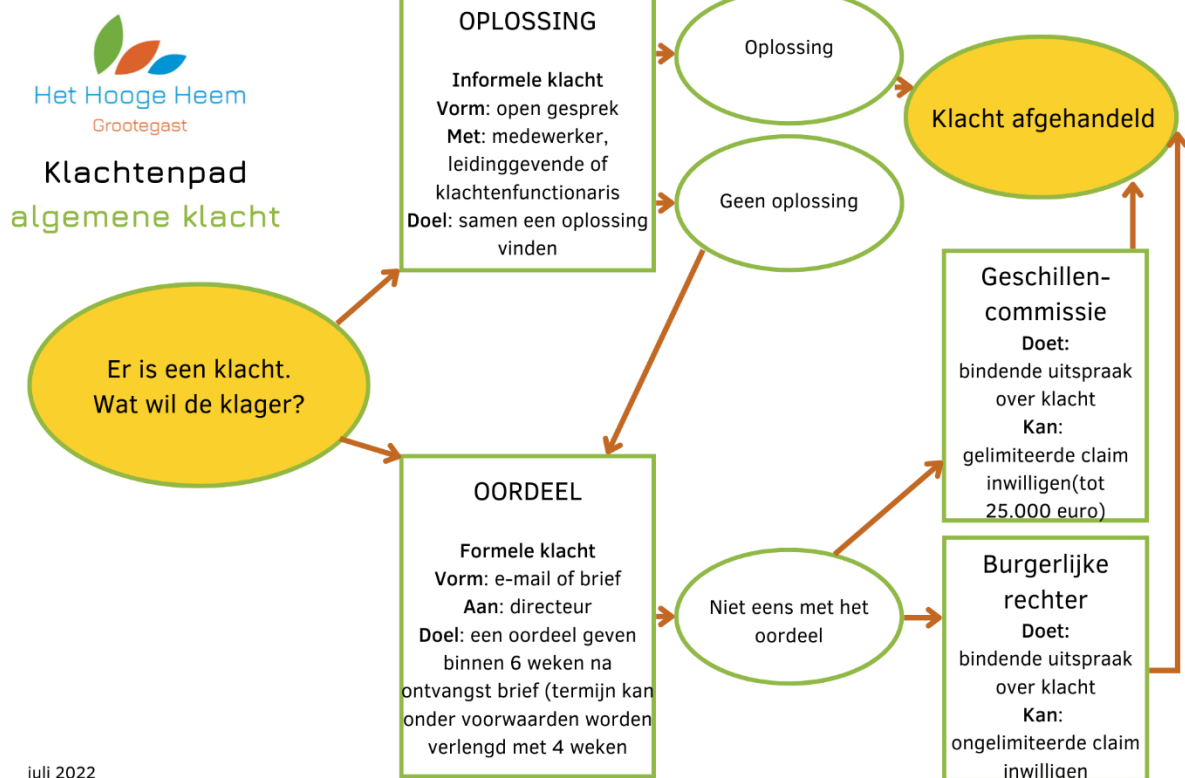 Het Hooge Heem
Grootegast
Klachtenpad
algemene klacht
Er is een klacht.
Wat wil de klager?
OPLOSSING
Informele klacht
Vorm: open gesprek
Met: medewerker,
leidinggevende of
klachtenfunctionaris
Doel: samen een oplossing
vinden
Oplossing
Geen oplossing
Klacht afgehandeld
OORDEEL
Formele klacht
Vorm: e-mail of brief
Aan: directeur
Doel: een oordeel geven
binnen 6 weken na
ontvangst brief (termijn kan
onder voorwaarden worden
verlengd met 4 weken
Niet eens met het
oordeel
Geschillen-
commissie
Doet:
bindende uitspraak
over klacht
Kan:
gelimiteerde claim
inwilligen(tot
25.000 euro)
Burgerlijke
rechter
Doet:
bindende uitspraak
over klacht
Kan:
ongelimiteerde claim
inwilligen
juli 2022